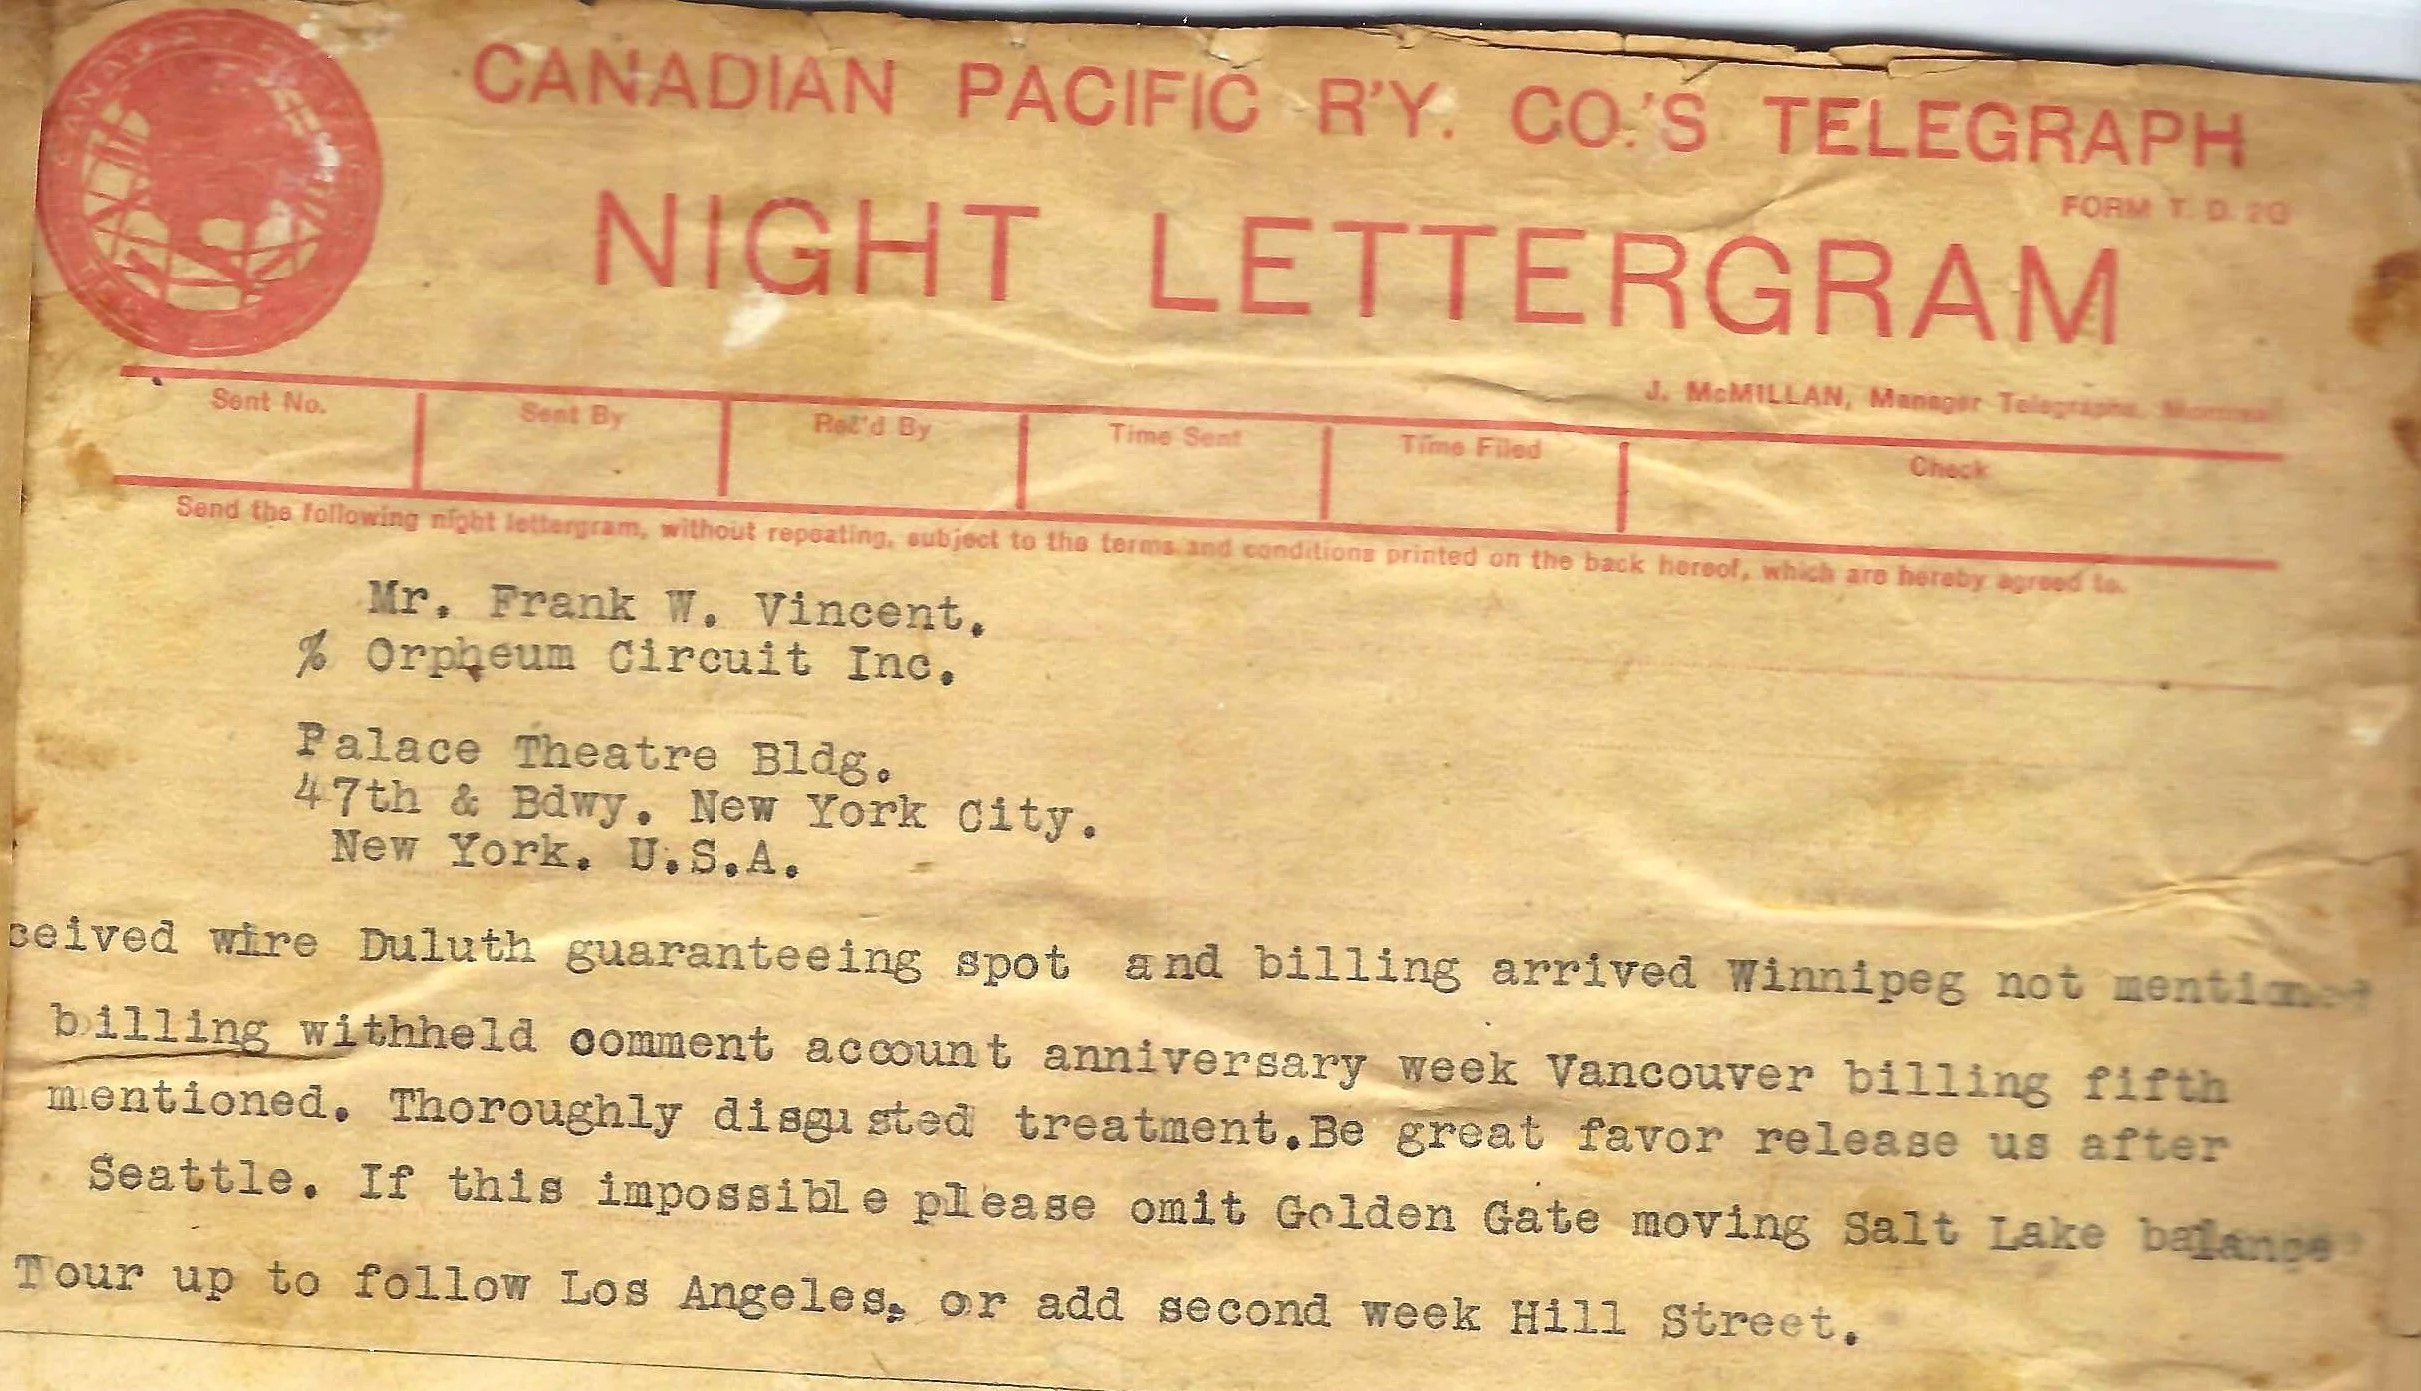 CANADIAN PACIFIC R'Y. CO.'S TELEGRAPH
FORM T. D. 2G
NIGHT LETTERGRAM
J. McMILLAN, Manager Telegraphs, Montreal
Sent No. Sent By Rec'd By Time Sent Time Filed Check
Send the following night lettergram, without repeating, subject to the terms and conditions printed on the back hereof, which are hereby agreed to.
Mr. Frank W. Vincent.
% Orpheum Circuit Inc.
Palace Theatre Bldg.
47th & Bdwy. New York City.
New York. U.S.A.
ceived wire Duluth guaranteeing spot and billing arrived Winnipeg not mentioned
billing withheld comment account anniversary week Vancouver billing fifth
mentioned. Thoroughly disgusted treatment.Be great favor release us after
Seattle. If this impossible please omit Golden Gate moving Salt Lake balance
Tour up to follow Los Angeles. or add second week Hill Street.